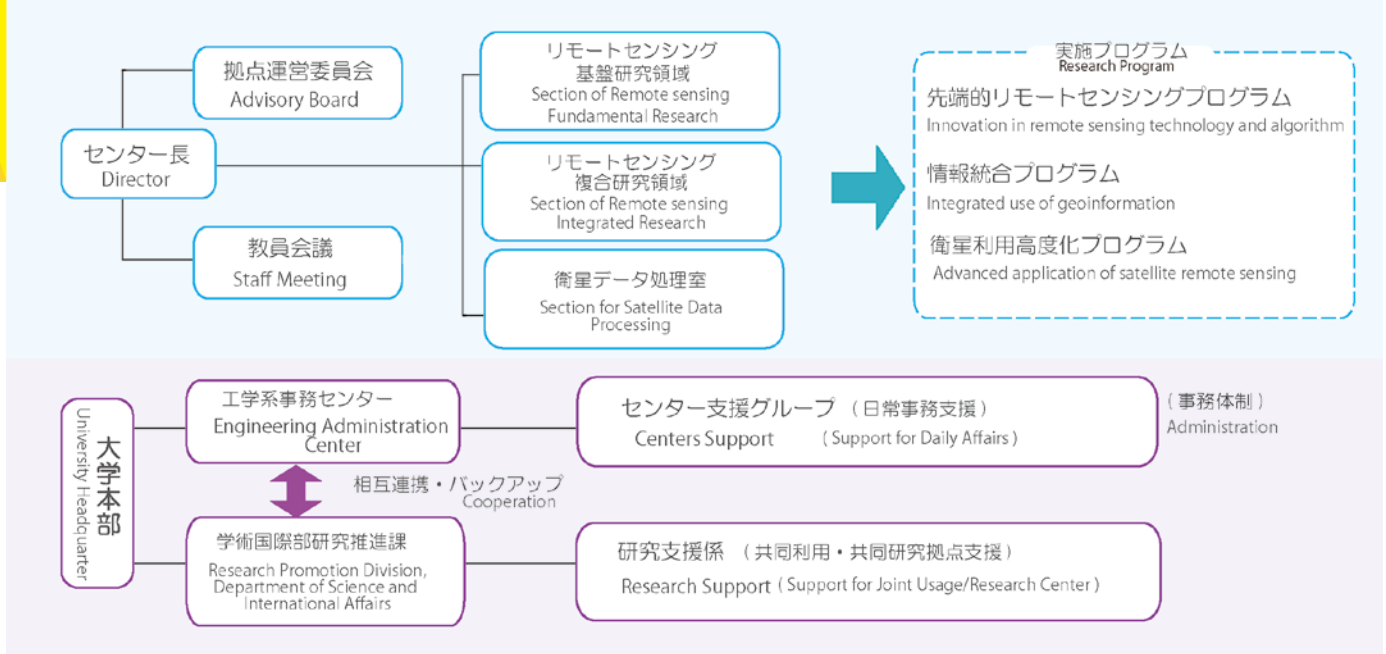 拠点運営委員会
Advisory Board
センター長
Director
教員会議
Staff Meeting
リモートセンシング
基盤研究領域
Section of Remote sensing
Fundamental Research
リモートセンシング
複合研究領域
Section of Remote sensing
Integrated Research
衛星データ処理室
Section for Satellite Data
Processing
実施プログラム
Research Program
先端的リモートセンシングプログラム
Innovation in remote sensing technology and algorithm
情報統合プログラム
Integrated use of geoinformation
衛星利用高度化プログラム
Advanced application of satellite remote sensing
大学本部
University Headquarter
工学系事務センター
Engineering Administration
Center
センター支援グループ （日常事務支援）
Centers Support （Support for Daily Affairs）
（事務体制）
Administration
相互連携・バックアップ
Cooperation
学術国際部研究推進課
Research Promotion Division,
Department of Science and
International Affairs
研究支援係 （共同利用・共同研究拠点支援）
Research Support（Support for Joint Usage/Research Center）